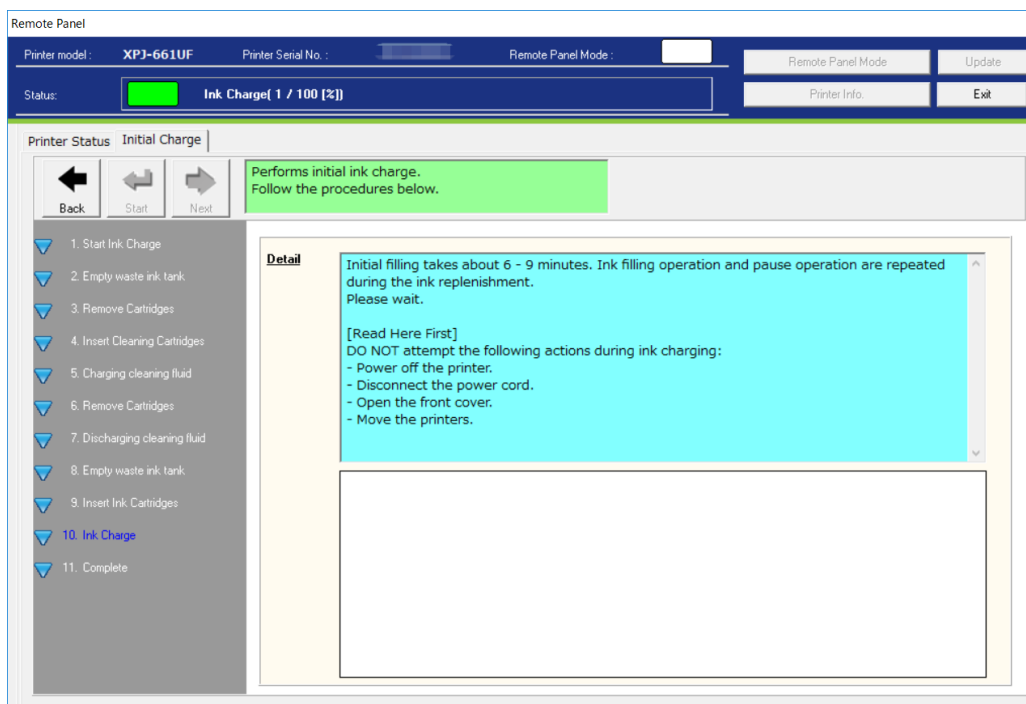 Remote Panel
Printer model : XPJ-661UF Printer Serial No. : Remote Panel Mode :
Remote Panel Mode Update
Status: Ink Charge( 1 / 100 [%]) Printer Info. Exit
Printer Status Initial Charge
Back Start Next
Performs initial ink charge.
Follow the procedures below.
1. Start Ink Charge
2. Empty waste ink tank
3. Remove Cartridges
4. Insert Cleaning Cartridges
5. Charging cleaning fluid
6. Remove Cartridges
7. Discharging cleaning fluid
8. Empty waste ink tank
9. Insert Ink Cartridges
10. Ink Charge
11. Complete
Detail
Initial filling takes about 6 - 9 minutes. Ink filling operation and pause operation are repeated
during the ink replenishment.
Please wait.
[Read Here First]
DO NOT attempt the following actions during ink charging:
- Power off the printer.
- Disconnect the power cord.
- Open the front cover.
- Move the printers.